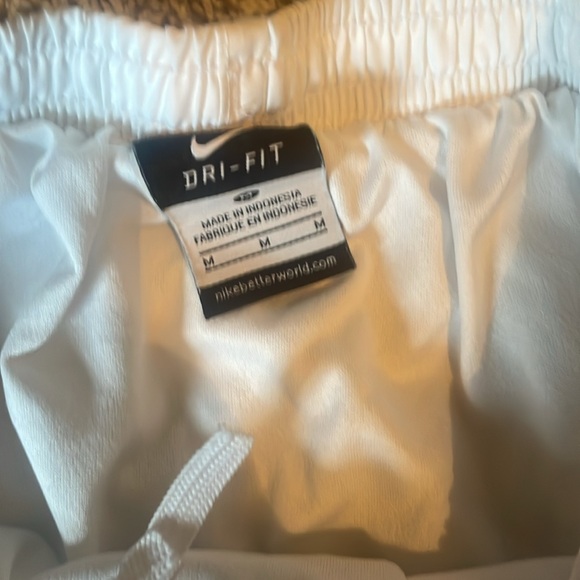 DRI-FIT
MADE IN INDONESIA
FABRIQUÉ EN INDONÉSIE
M M M
nikebetterworld.com